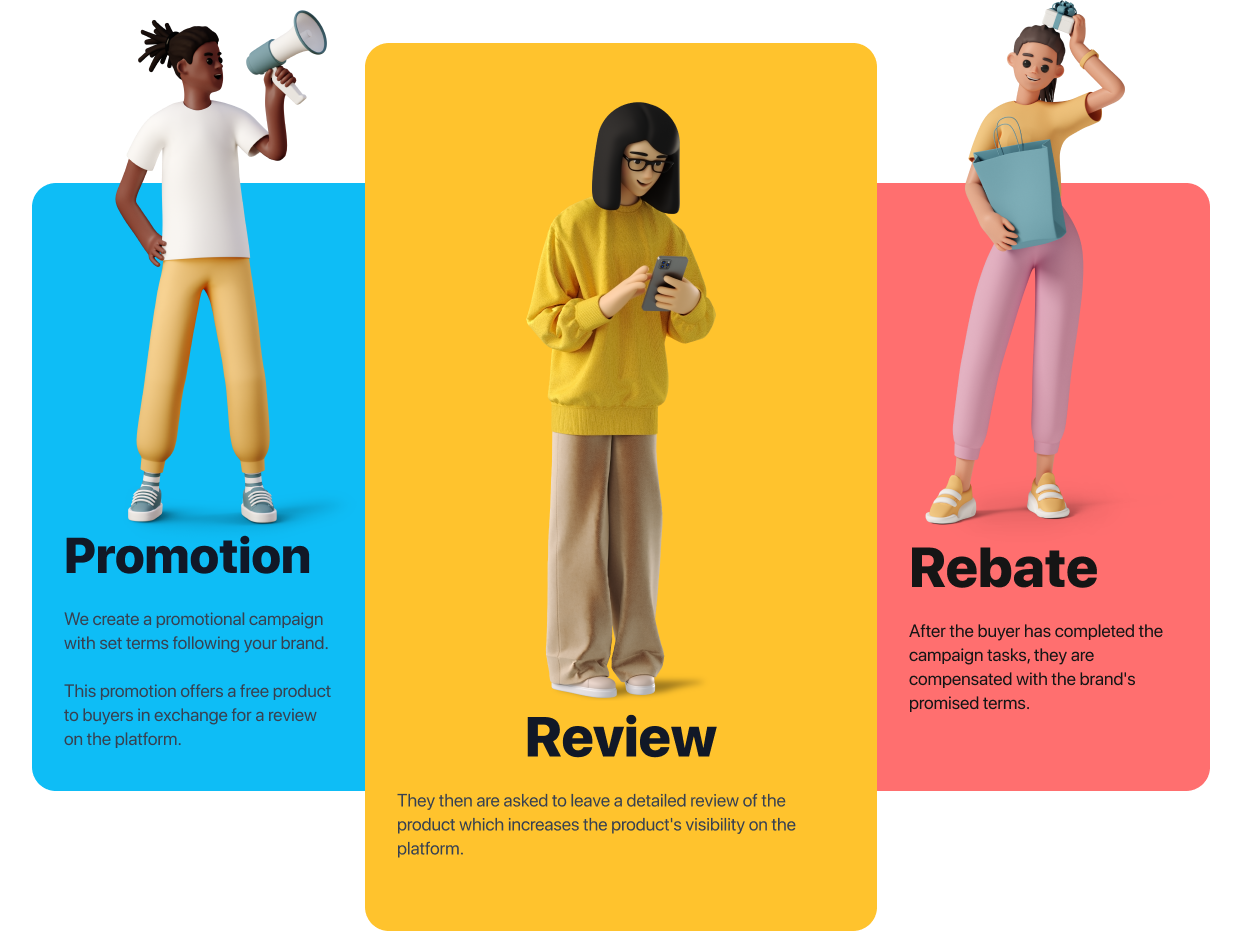 Promotion
We create a promotional campaign
with set terms following your brand.
This promotion offers a free product
to buyers in exchange for a review
on the platform.
Review
They then are asked to leave a detailed review of the
product which increases the product's visibility on the
platform.
Rebate
After the buyer has completed the
campaign tasks, they are
compensated with the brand's
promised terms.